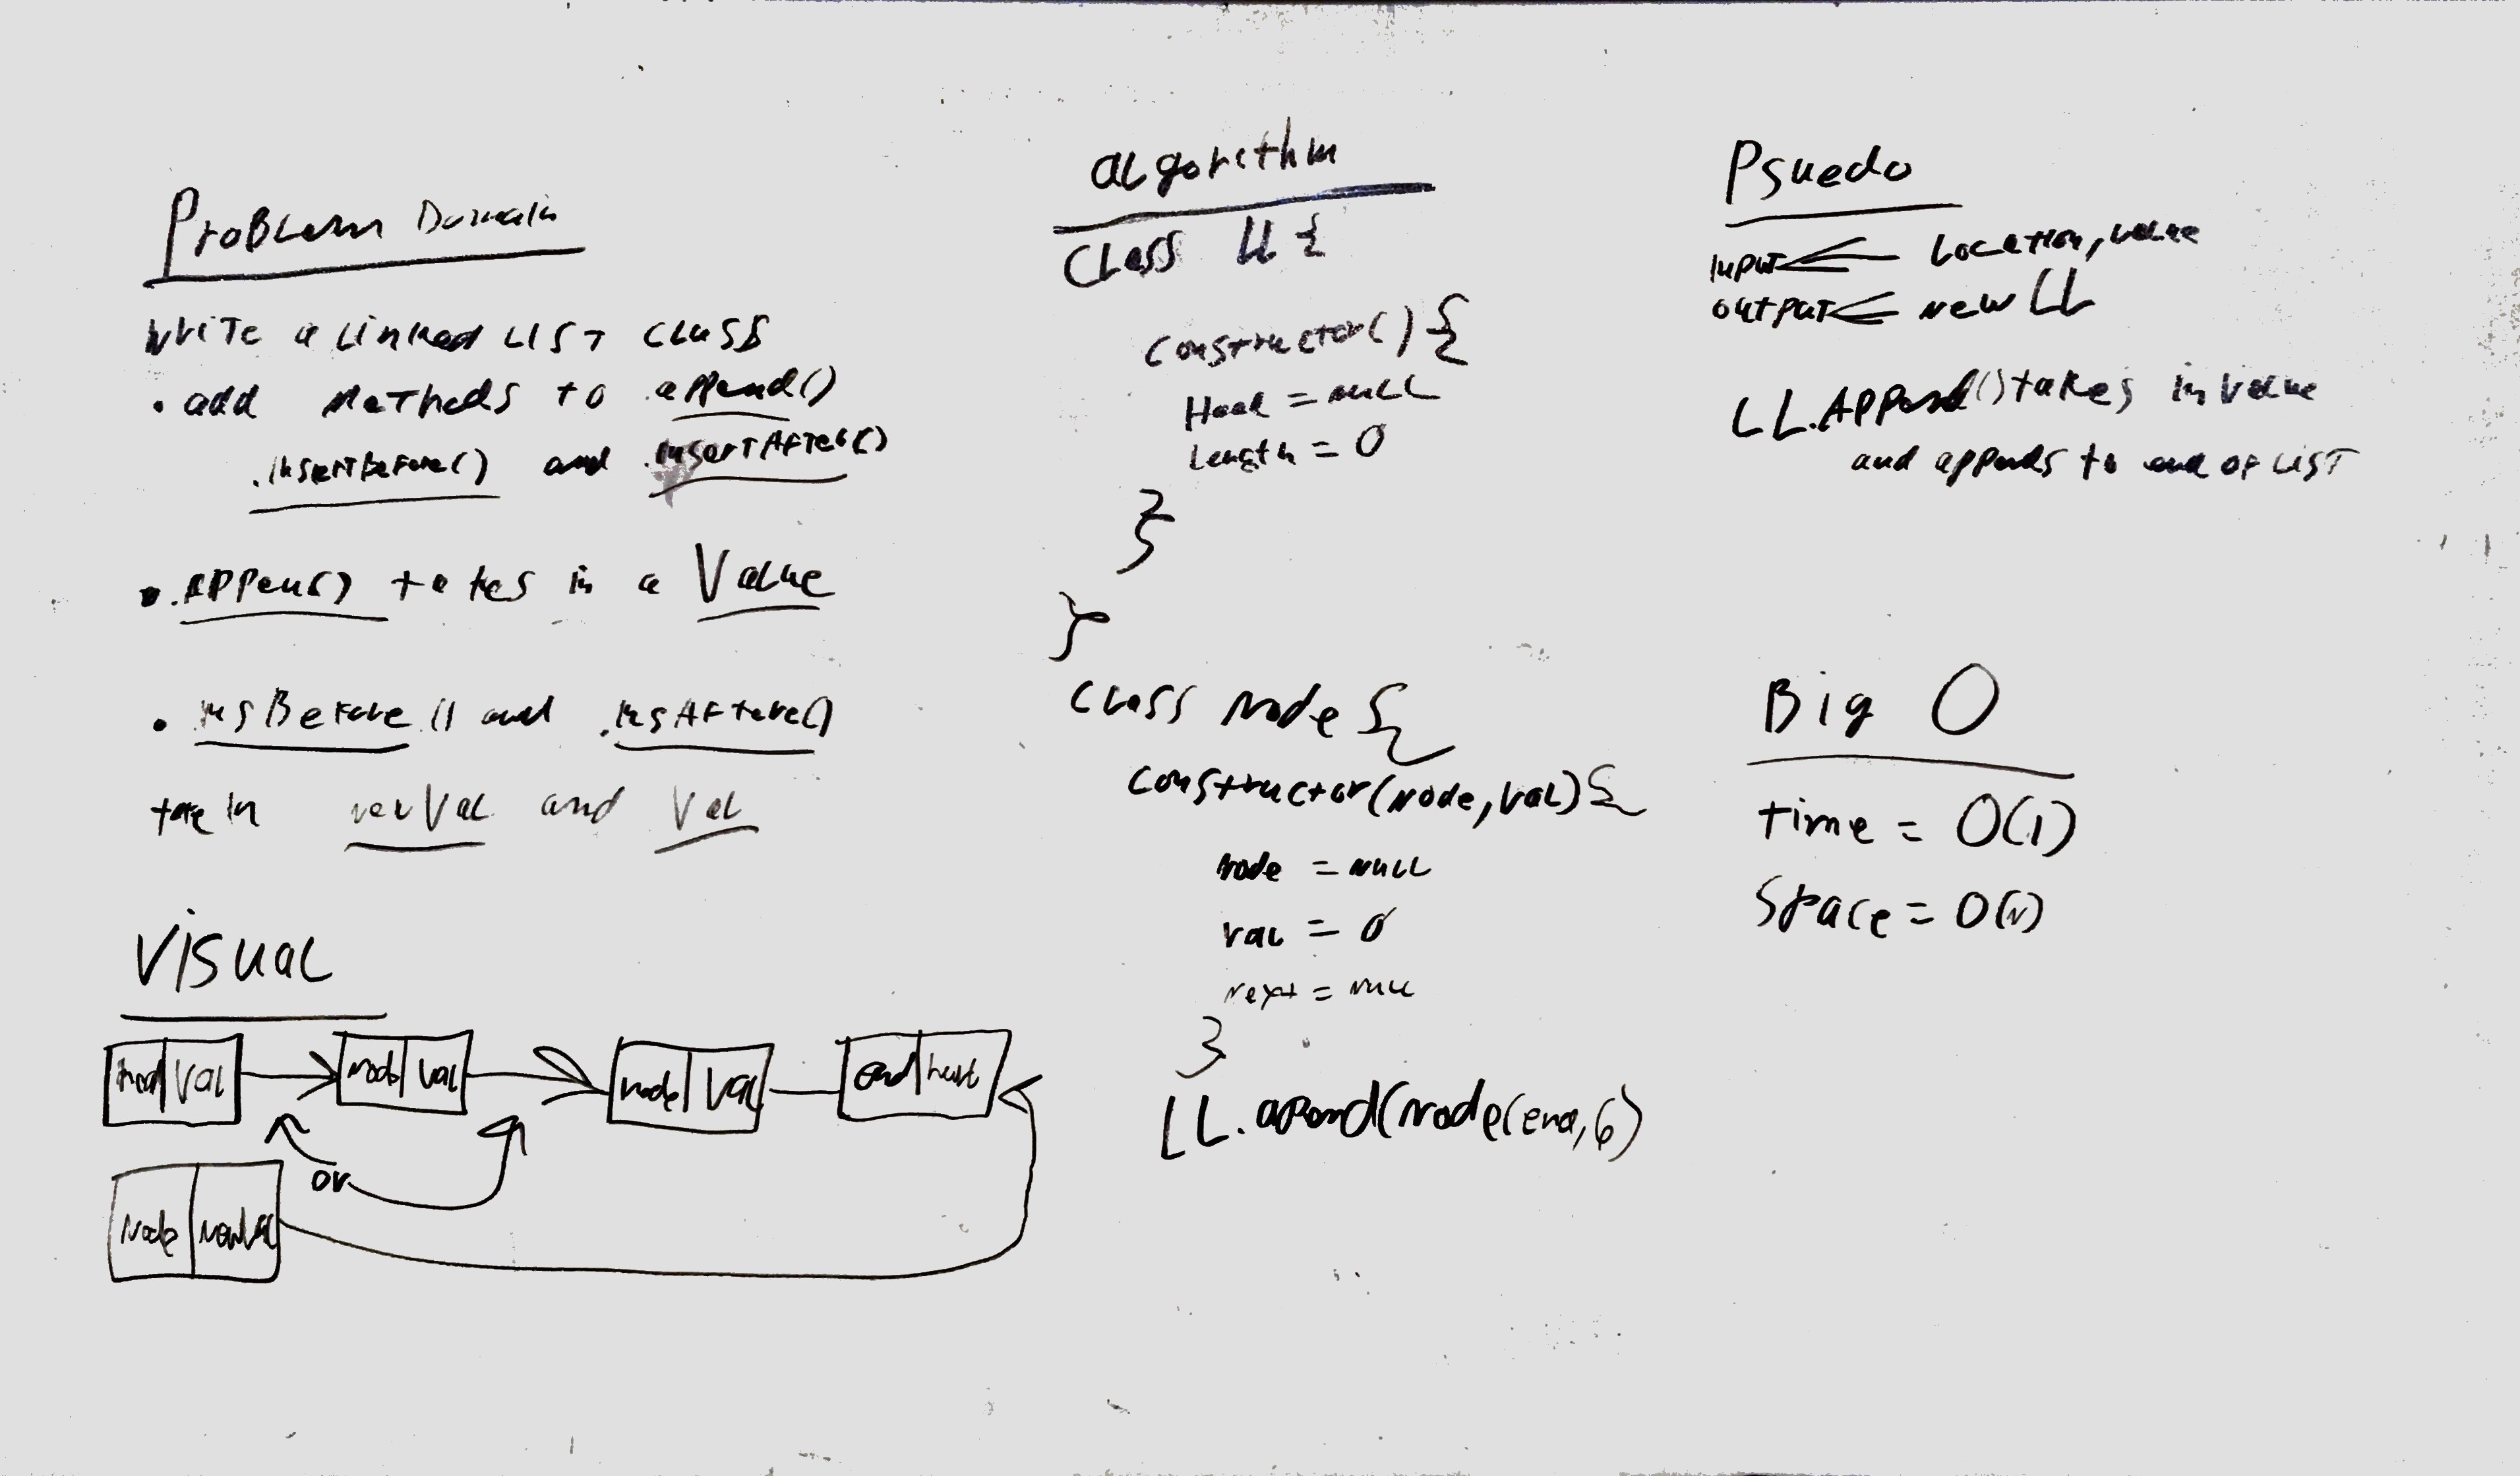 Problem Domain
Write a Linked LIST CLass
. add Methods to .append()
.insertBefore() and .insertAfter()
. .appen() takes in a Value
. .insBefore() and .insAftere()
take in newVal and Val
VISUAL
Head Val
Node Val
Node Val
End
or
Node NewVal
algorithm
CLass LL {
Constructor() {
Head = null
Length = 0
}
}
CLass Node {
Constructor(Node, Val) {
Node = null
val = 0
next = null
}
LL.apend(Node(end, 6)
Psuedo
INPUT <= Location, value
OUTPUT <= new LL
LL.Append() takes in value
and appends to end of LIST
Big O
time = O(1)
Space = O(N)